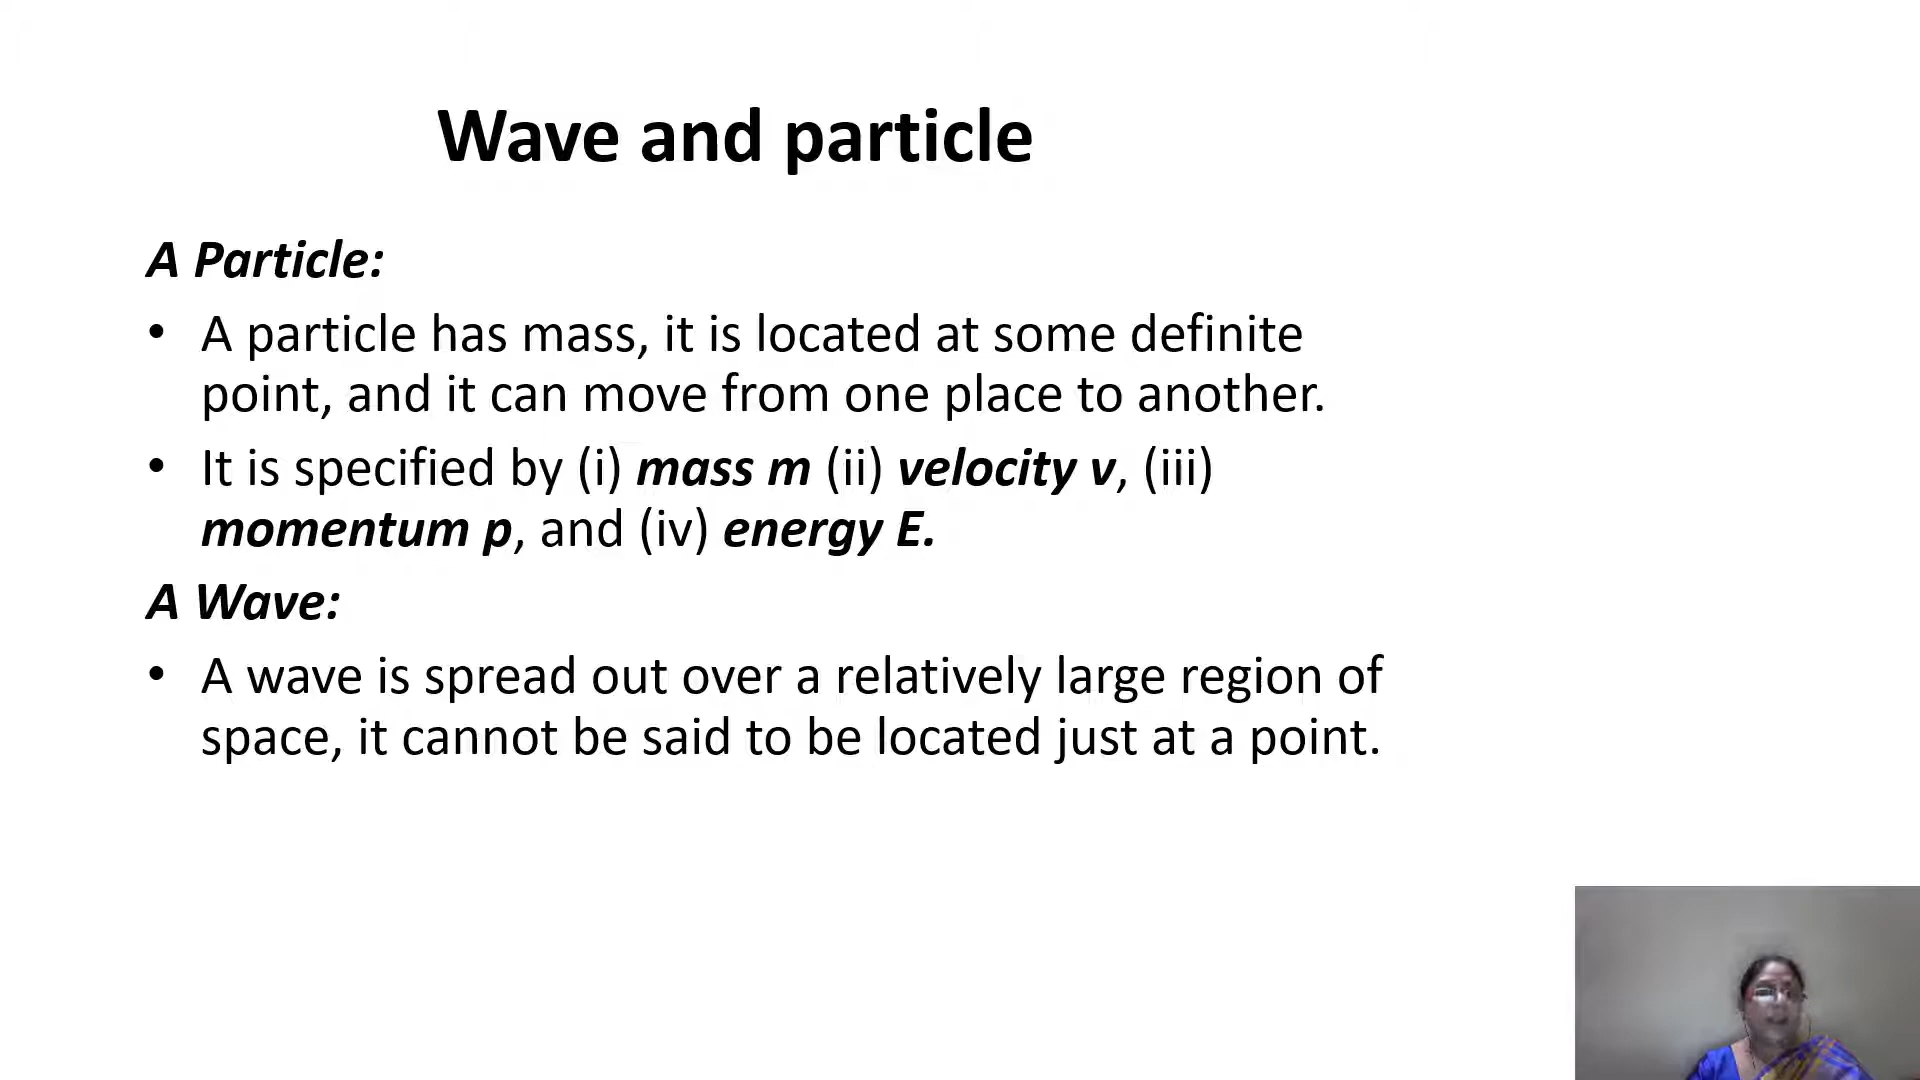 Wave and particle
A Particle:
• A particle has mass, it is located at some definite
point, and it can move from one place to another.
• It is specified by (i) mass m (ii) velocity v, (iii)
momentum p, and (iv) energy E.
A Wave:
• A wave is spread out over a relatively large region of
space, it cannot be said to be located just at a point.